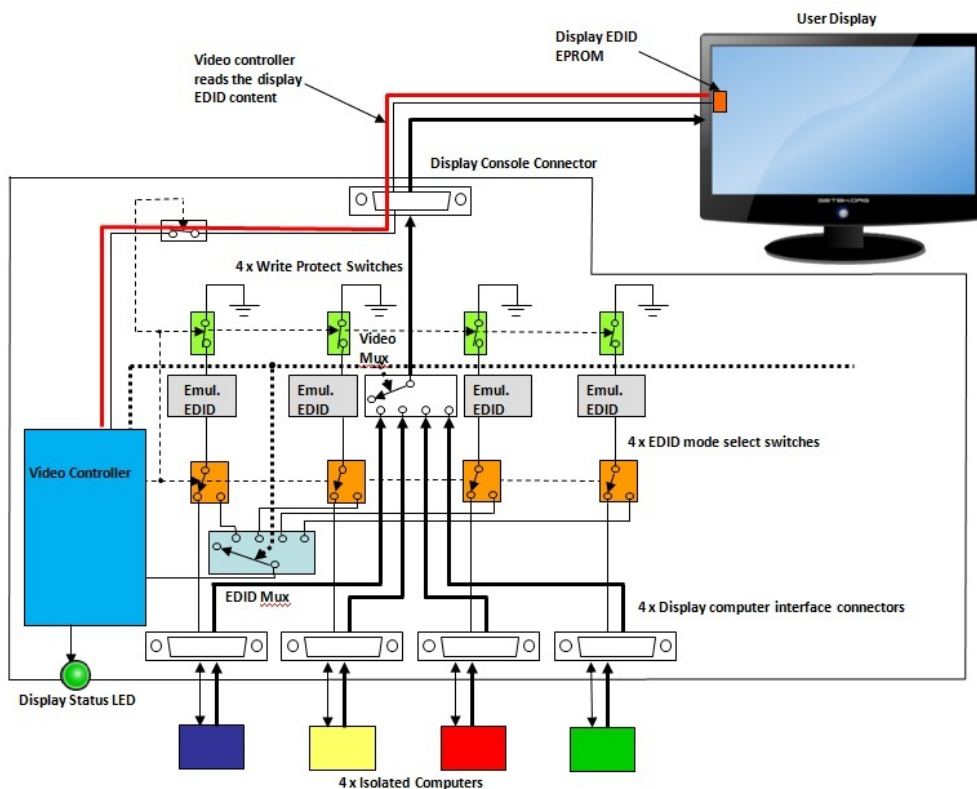 User Display
Display EDID
EPROM
Video controller
reads the display
EDID content
Display Console Connector
GETEK.ORG
4 x Write Protect Switches
Video
Mux
Emul.
EDID
Emul.
EDID
Emul.
EDID
Emul.
EDID
4 x EDID mode select switches
Video Controller
EDID Mux
4 x Display computer interface connectors
Display Status LED
4 x Isolated Computers